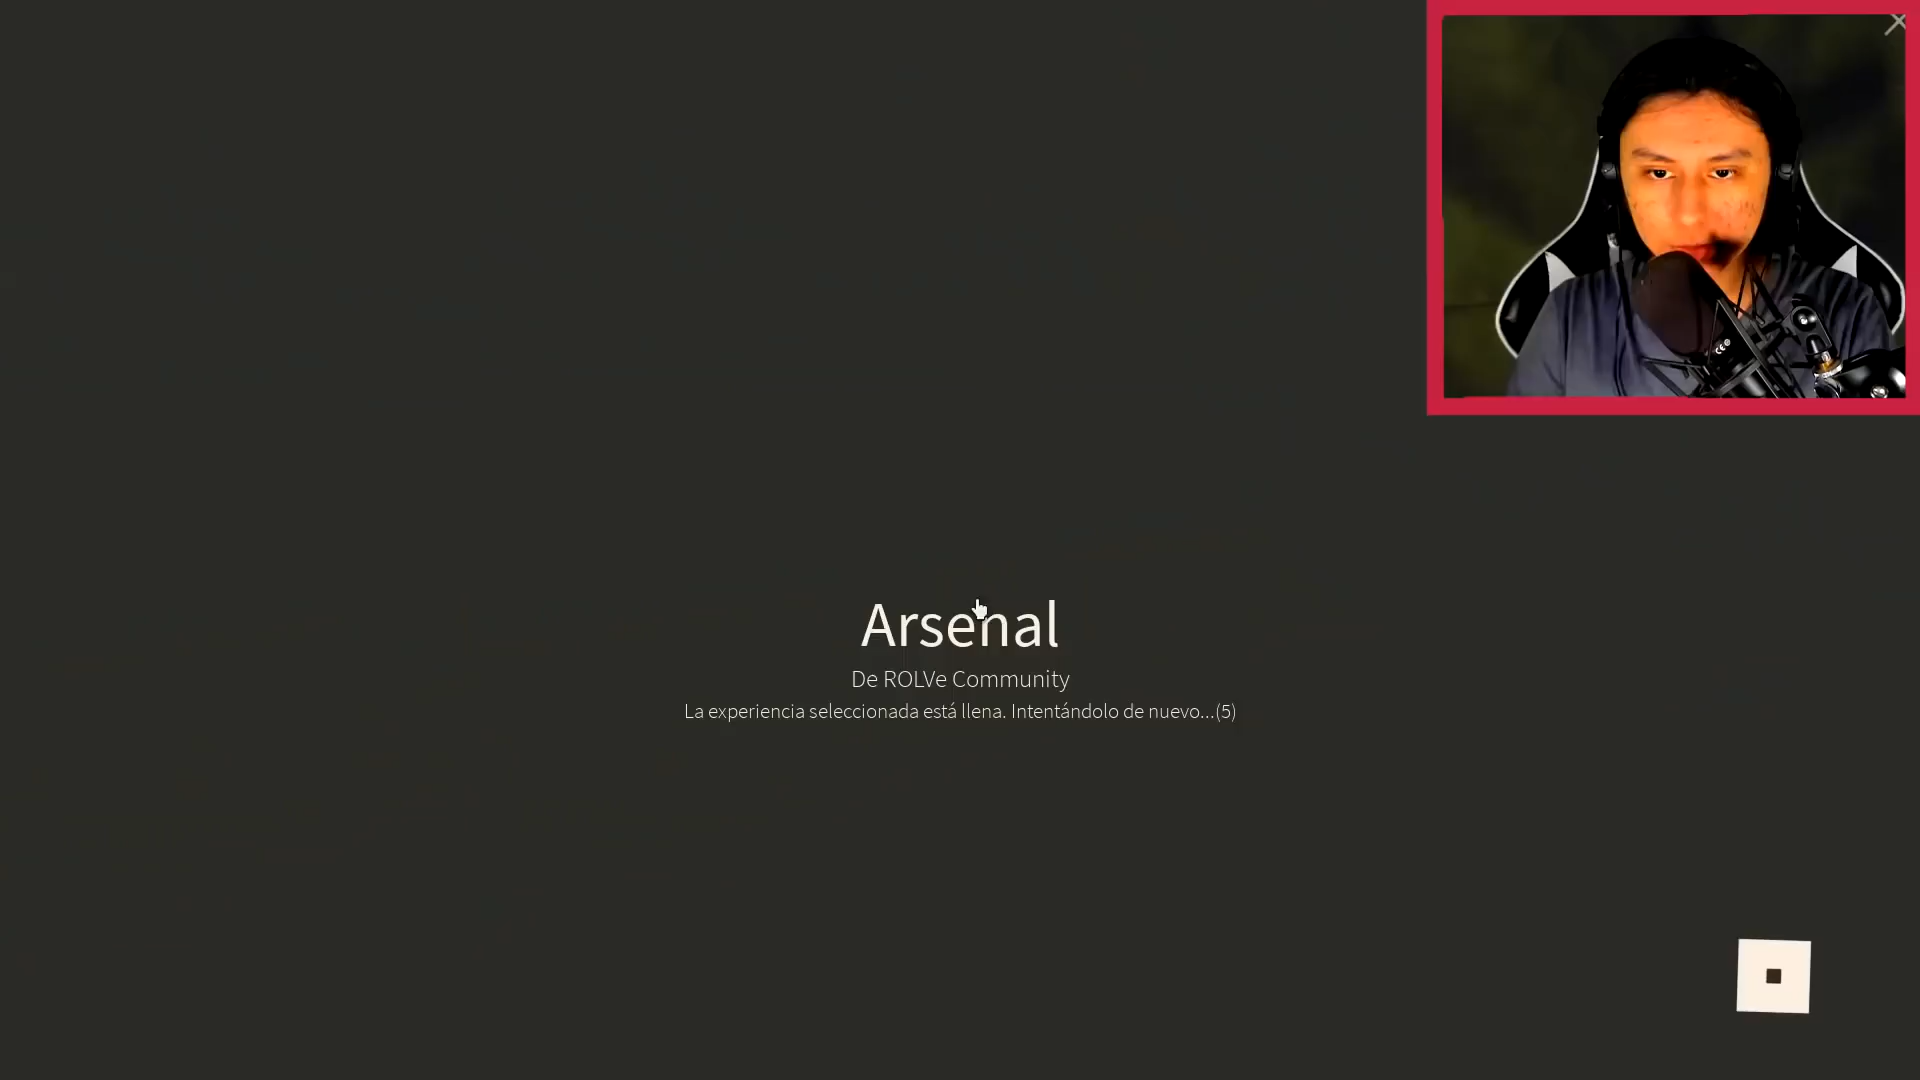 Arsenal
De ROLVe Community
La experiencia seleccionada está llena. Intentándolo de nuevo...(5)